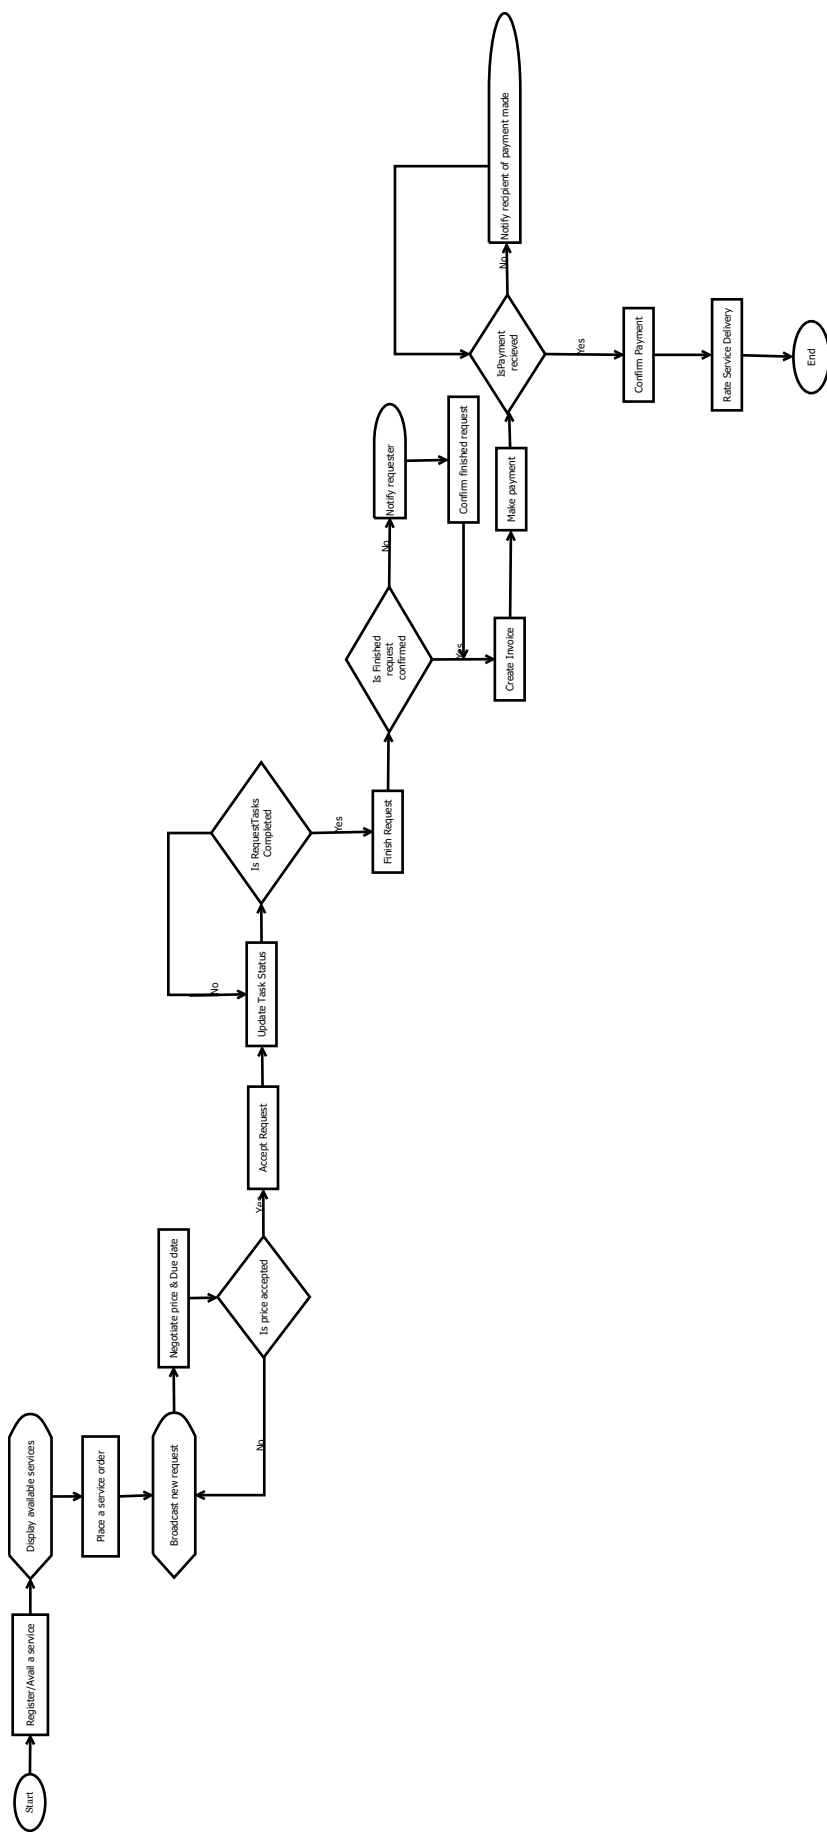 Start
Register/Avail a service
Display available services
Place a service order
Broadcast new request
Negotiate price & Due date
Is price accepted
No
Yes
Accept Request
Update Task Status
Is RequestTasks
Completed
No
Yes
Finish Request
Is Finished
request
confirmed
No
Notify requester
Confirm finished request
Yes
Create Invoice
Make payment
IsPayment
recieved
No
Notify recipient of payment made
Yes
Confirm Payment
Rate Service Delivery
End